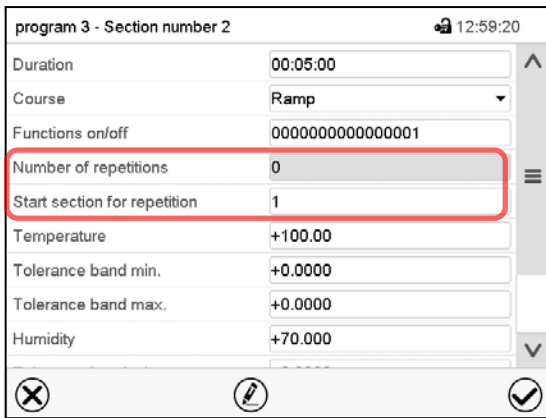 program 3 - Section number 2 12:59:20
Duration 00:05:00
Course Ramp
Functions on/off 0000000000000001
Number of repetitions 0
Start section for repetition 1
Temperature +100.00
Tolerance band min. +0.0000
Tolerance band max. +0.0000
Humidity +70.000